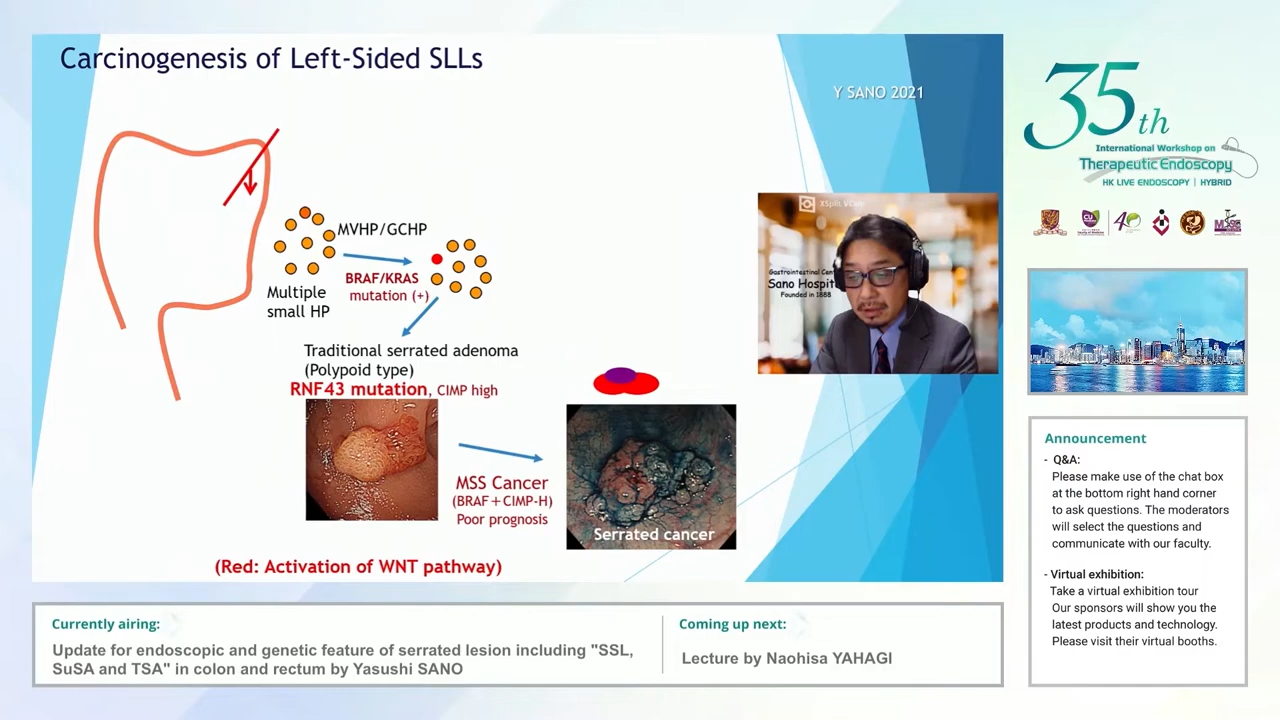 Carcinogenesis of Left-Sided SLLs
Y SANO 2021
MVHP/GCHP
BRAF/KRAS
mutation (+)
Multiple
small HP
Traditional serrated adenoma
(Polypoid type)
RNF43 mutation, CIMP high
MSS Cancer
(BRAF+CIMP-H)
Poor prognosis
Serrated cancer
(Red: Activation of WNT pathway)
XSplit VCam
Sano Hospit
Founded in 1888
35th
International Workshop on
Therapeutic Endoscopy
HK LIVE ENDOSCOPY | HYBRID
Announcement
- Q&A:
Please make use of the chat box
at the bottom right hand corner
to ask questions. The moderators
will select the questions and
communicate with our faculty.
- Virtual exhibition:
Take a virtual exhibition tour
Our sponsors will show you the
latest products and technology.
Please visit their virtual booths.
Currently airing:
Update for endoscopic and genetic feature of serrated lesion including "SSL,
SuSA and TSA" in colon and rectum by Yasushi SANO
Coming up next:
Lecture by Naohisa YAHAGI